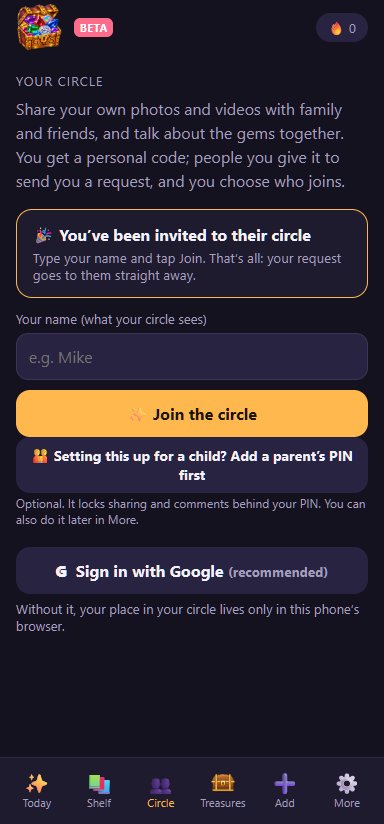 BETA
0
YOUR CIRCLE
Share your own photos and videos with family
and friends, and talk about the gems together.
You get a personal code; people you give it to
send you a request, and you choose who joins.
You’ve been invited to their circle
Type your name and tap Join. That's all: your request
goes to them straight away.
Your name (what your circle sees)
e.g. Mike
Join the circle
Setting this up for a child? Add a parent’s PIN
first
Optional. It locks sharing and comments behind your PIN. You can
also do it later in More.
G Sign in with Google (recommended)
Without it, your place in your circle lives only in this phone’s
browser.
Today Shelf Circle Treasures Add More